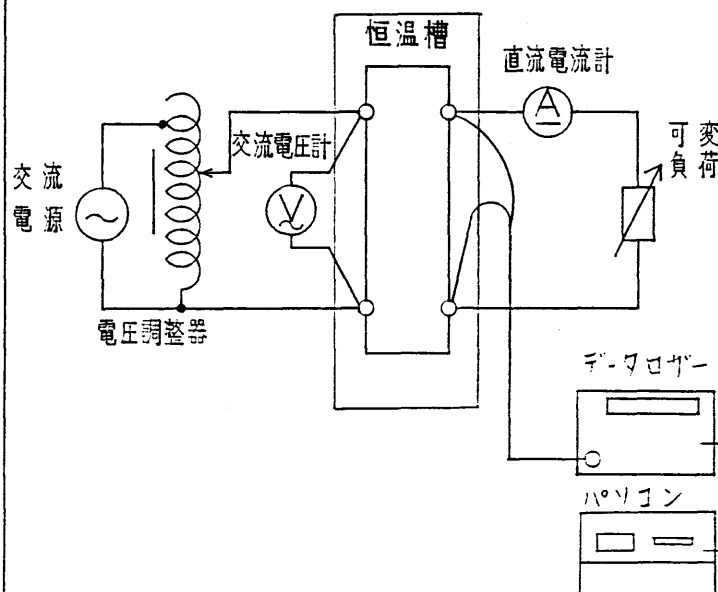 恒温槽
直流電流計
A
可変
負荷
交流電圧計
V
交流
電源
電圧調整器
データロガー
パソコン